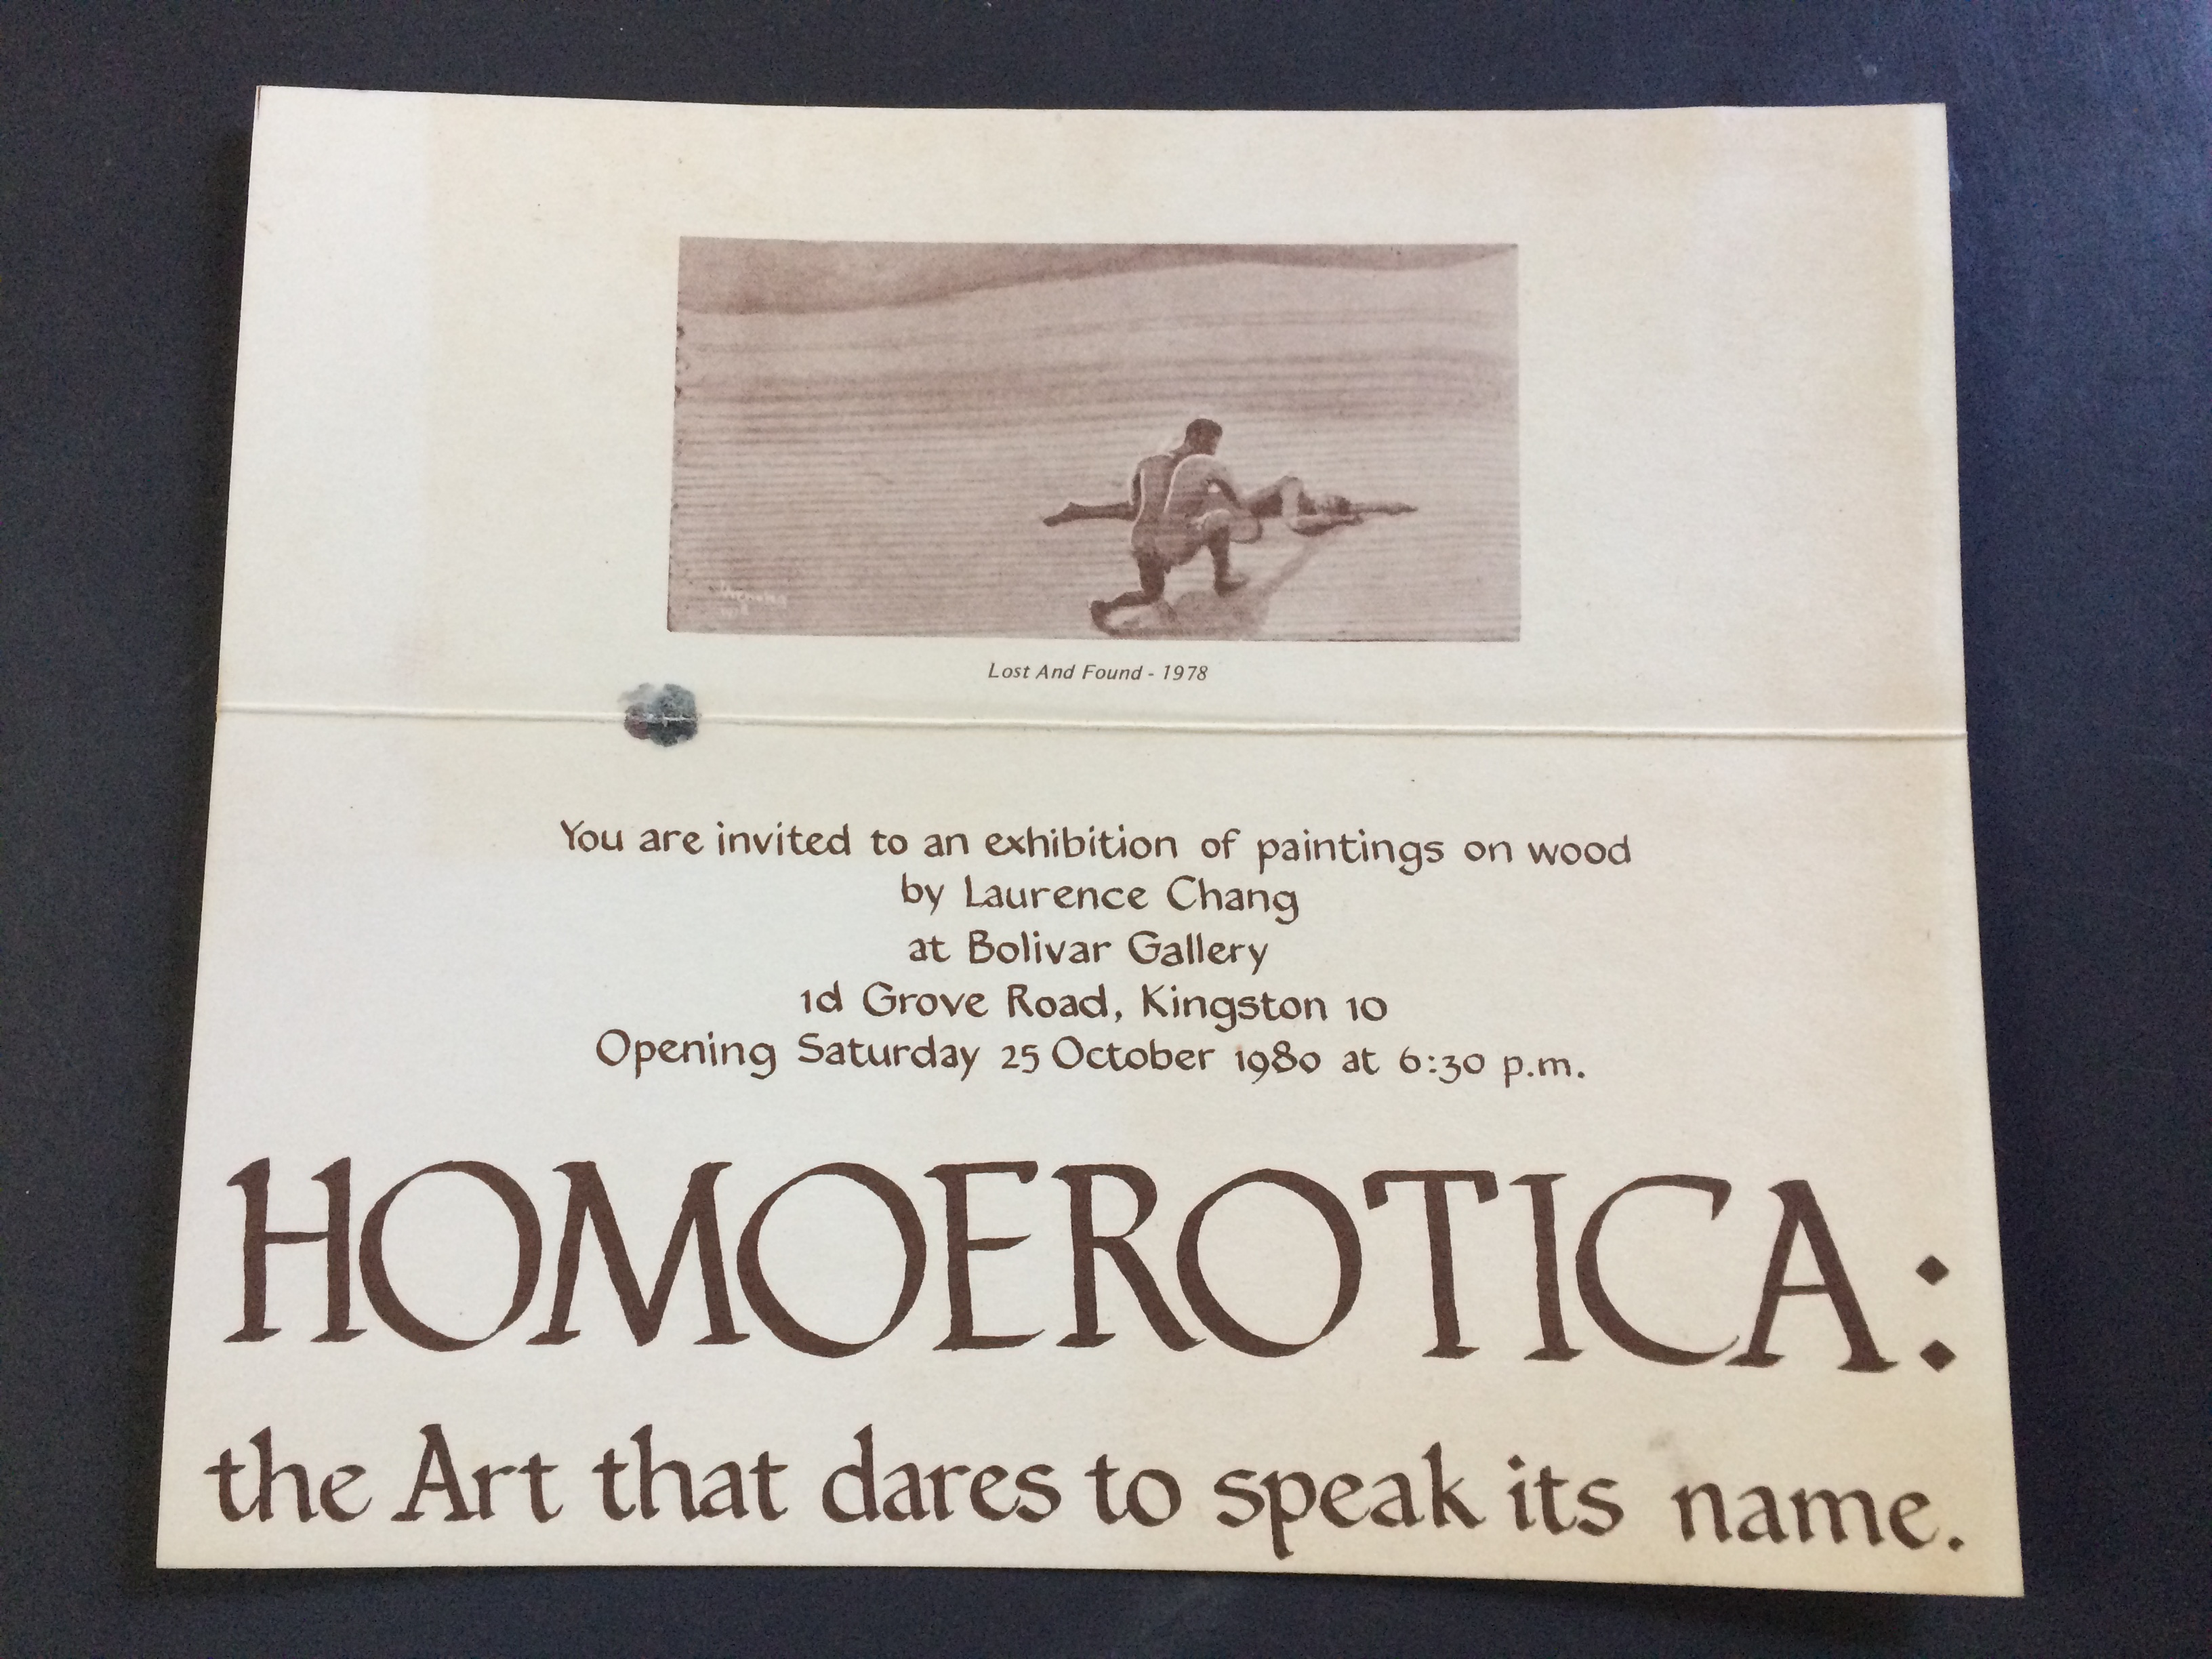 Lost And Found - 1978
You are invited to an exhibition of paintings on wood
by Laurence Chang
at Bolivar Gallery
1d Grove Road, Kingston 10
Opening Saturday 25 October 1980 at 6:30 p.m.
HOMOEROTICA:
the Art that dares to speak its name.